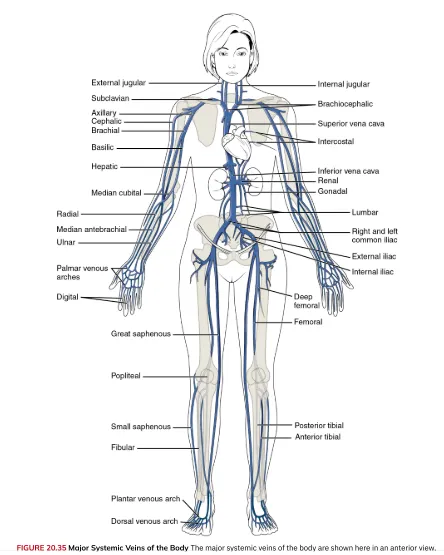 External jugular
Subclavian
Axillary
Cephalic
Brachial
Basilic
Hepatic
Median cubital
Radial
Median antebrachial
Ulnar
Palmar venous
arches
Digital
Great saphenous
Popliteal
Small saphenous
Fibular
Plantar venous arch
Dorsal venous arch
Internal jugular
Brachiocephalic
Superior vena cava
Intercostal
Inferior vena cava
Renal
Gonadal
Lumbar
Right and left
common iliac
External iliac
Internal iliac
Deep
femoral
Femoral
Posterior tibial
Anterior tibial
FIGURE 20.35 Major Systemic Veins of the Body The major systemic veins of the body are shown here in an anterior view.